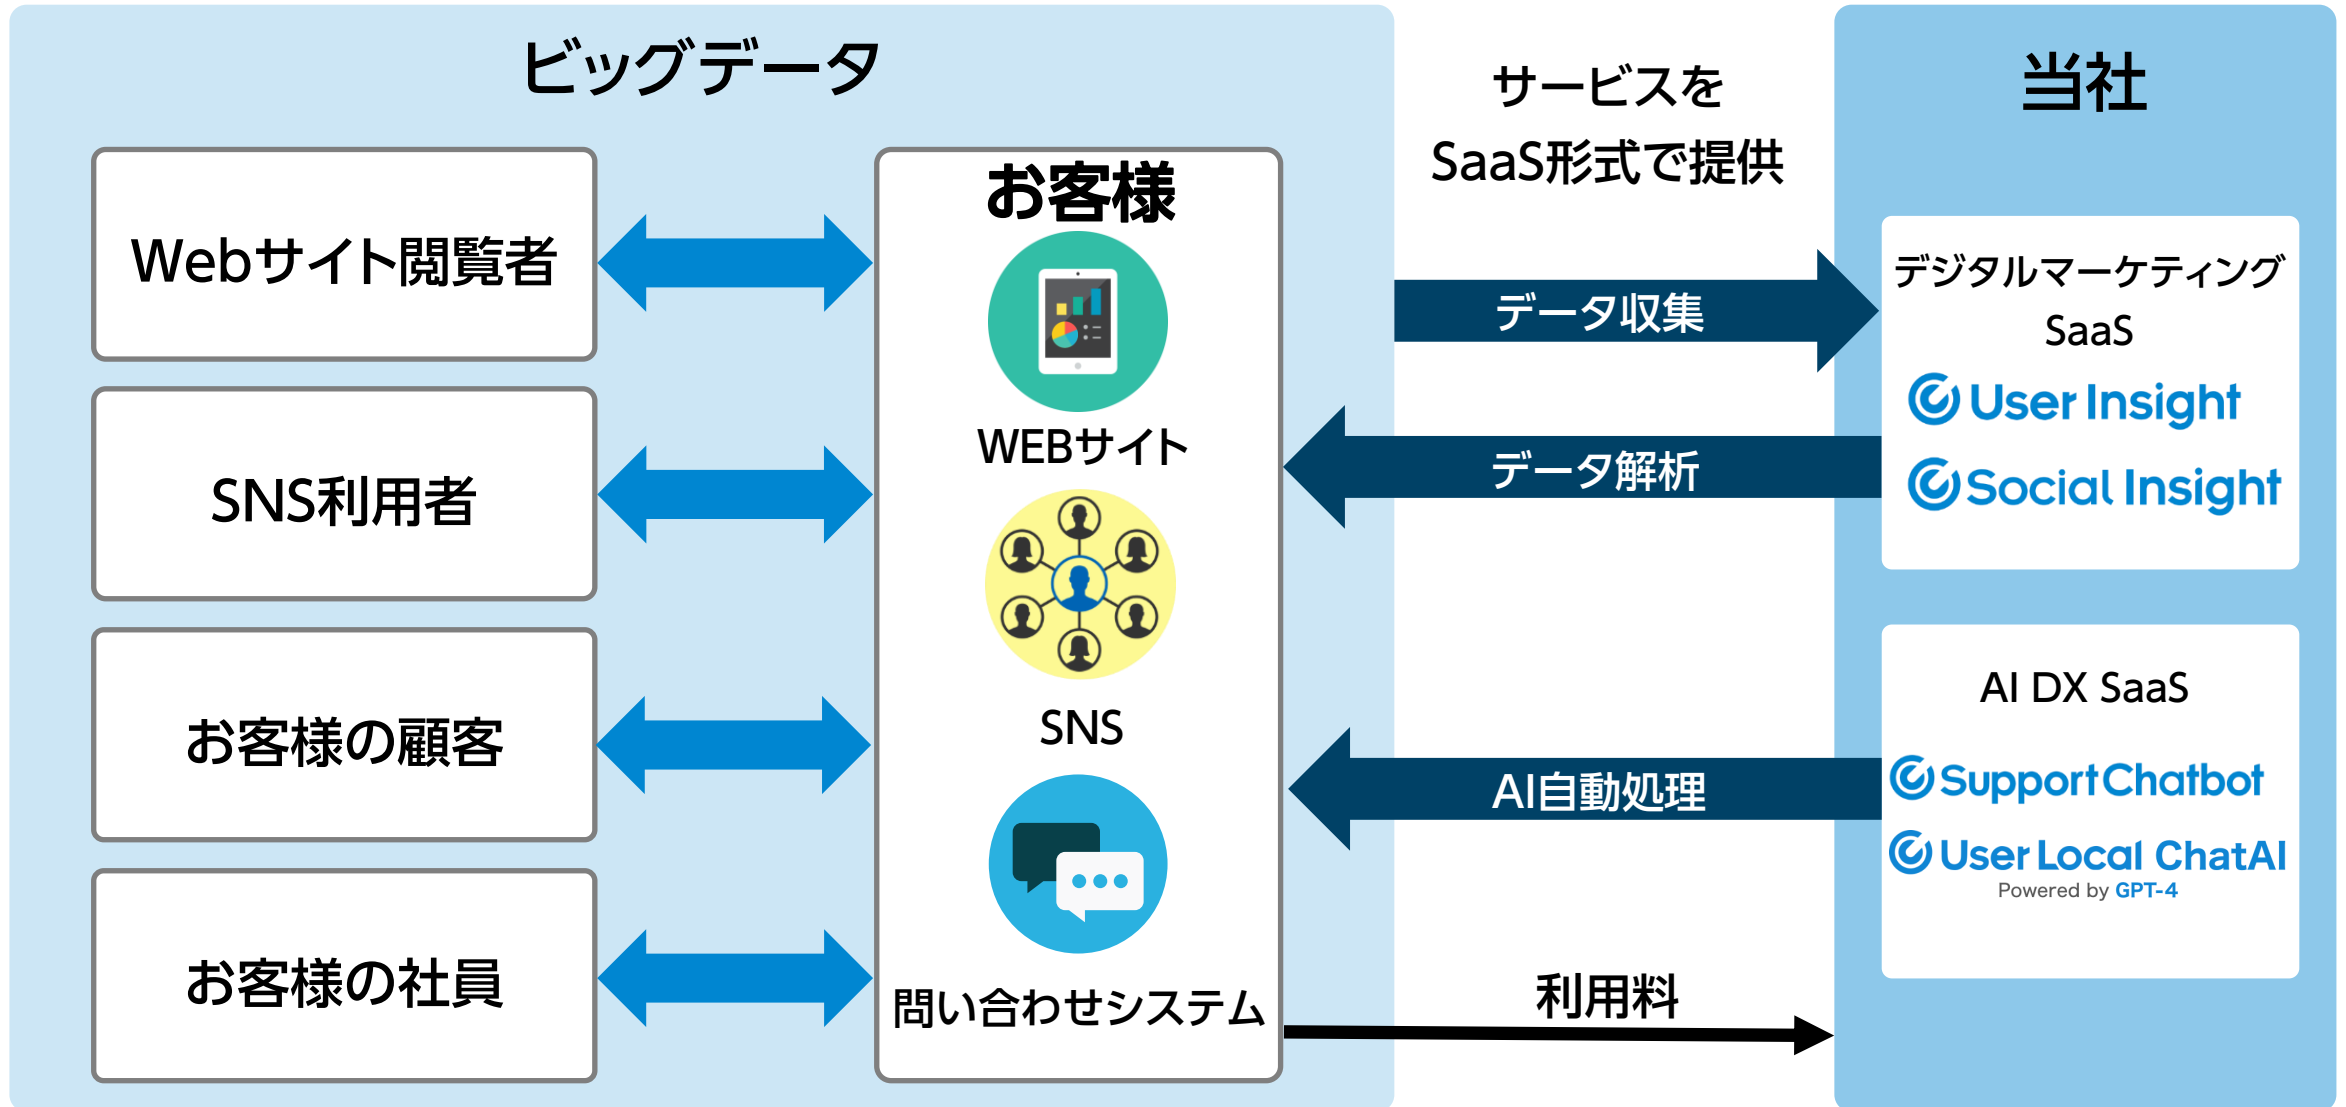 ビッグデータ
Webサイト閲覧者
SNS利用者
お客様の顧客
お客様の社員
お客様
WEBサイト
SNS
問い合わせシステム
サービスを
SaaS形式で提供
データ収集
データ解析
AI自動処理
利用料
当社
デジタルマーケティング
SaaS
User Insight
Social Insight
AI DX SaaS
SupportChatbot
User Local ChatAI
Powered by GPT-4